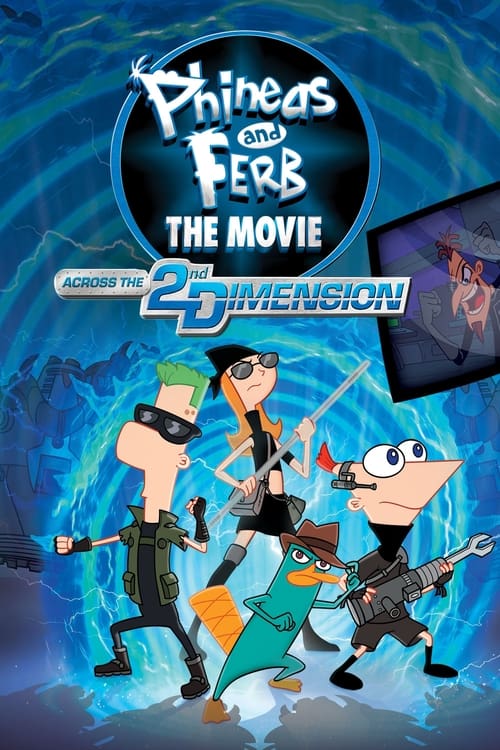 Phineas
and
FERB
THE MOVIE
ACROSS THE 2nd DIMENSION